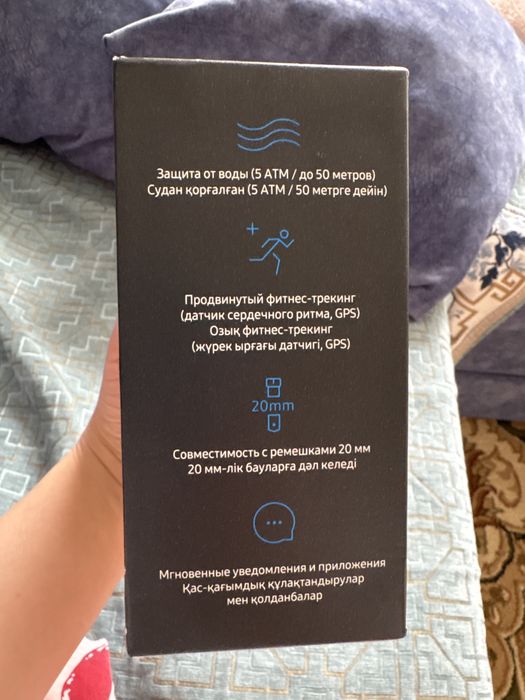 Защита от воды (5 ATM / до 50 метров)
Судан қорғалған (5 ATM / 50 метрге дейін)
Продвинутый фитнес-трекинг
(датчик сердечного ритма, GPS)
Озық фитнес-трекинг
(жүрек ырғағы датчигі, GPS)
20mm
Совместимость с ремешками 20 мм
20 мм-лік бауларға дәл келеді
Мгновенные уведомления и приложения
Қас-қағымдық құлақтандырулар
мен қолданбалар